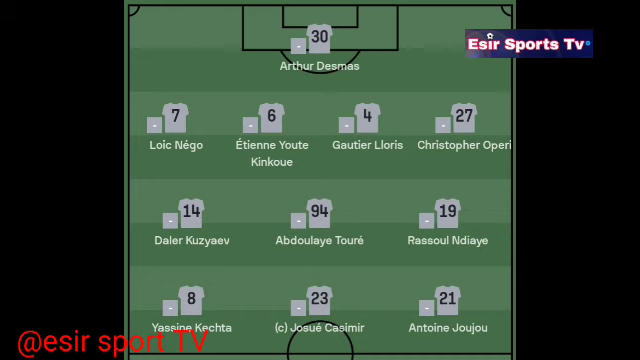 30
Esir Sports Tv
Arthur Desmas
7 6 4 27
Loic Négo Étienne Youte Kinkoue Gautier Lloris Christopher Operi
14 94 19
Daler Kuzyaev Abdoulaye Touré Rassoul Ndiaye
8 23 21
Yassine Kechta (c) Josué Casimir Antoine Joujou
@esir sport TV